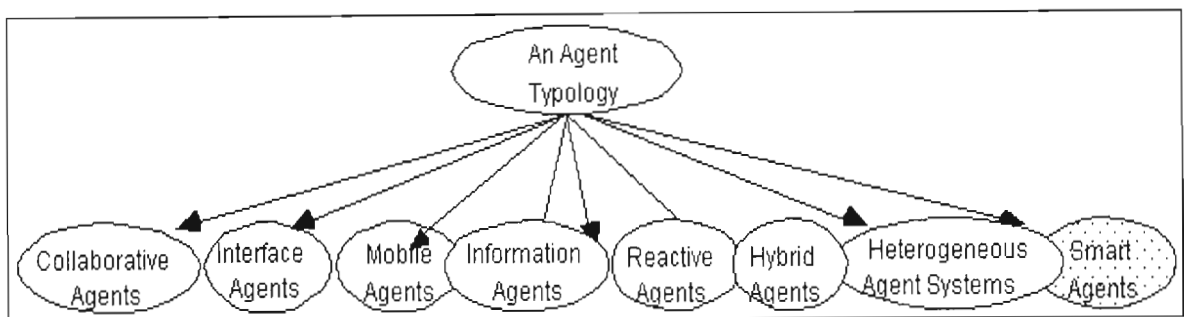 An Agent
Typology
Collaborative
Agents
Interface
Agents
Mobile
Agents
Information
Agents
Reactive
Agents
Hybrid
Agents
Heterogeneous
Agent Systems
Smart
Agents